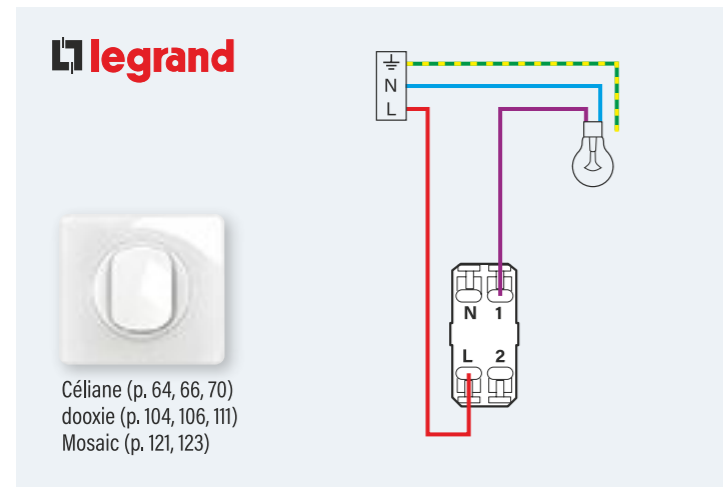 legrand
N
L
N 1
L 2
Céliane (p. 64, 66, 70)
dooxie (p. 104, 106, 111)
Mosaic (p. 121, 123)